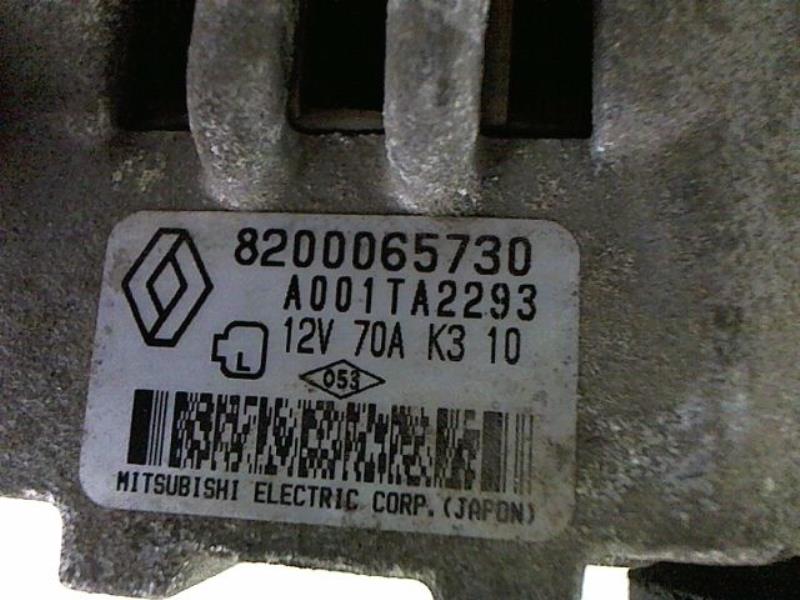 8200065730
A001TA2293
12V 70A K3 10
L
053
MITSUBISHI ELECTRIC CORP.(JAPON)